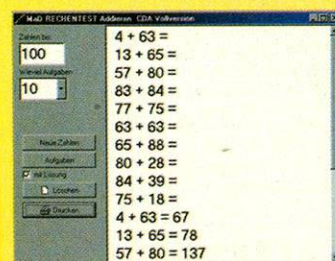 MaD RECHENTEST Addieren CDA Vollversion
Zahlen bis:
100
Wieviel Aufgaben
10
Neue Zahlen
Aufgaben
mit Lösung
Löschen
Drucken
4 + 63 =
13 + 65 =
57 + 80 =
83 + 84 =
77 + 75 =
63 + 63 =
65 + 88 =
80 + 28 =
84 + 39 =
75 + 18 =
4 + 63 = 67
13 + 65 = 78
57 + 80 = 137